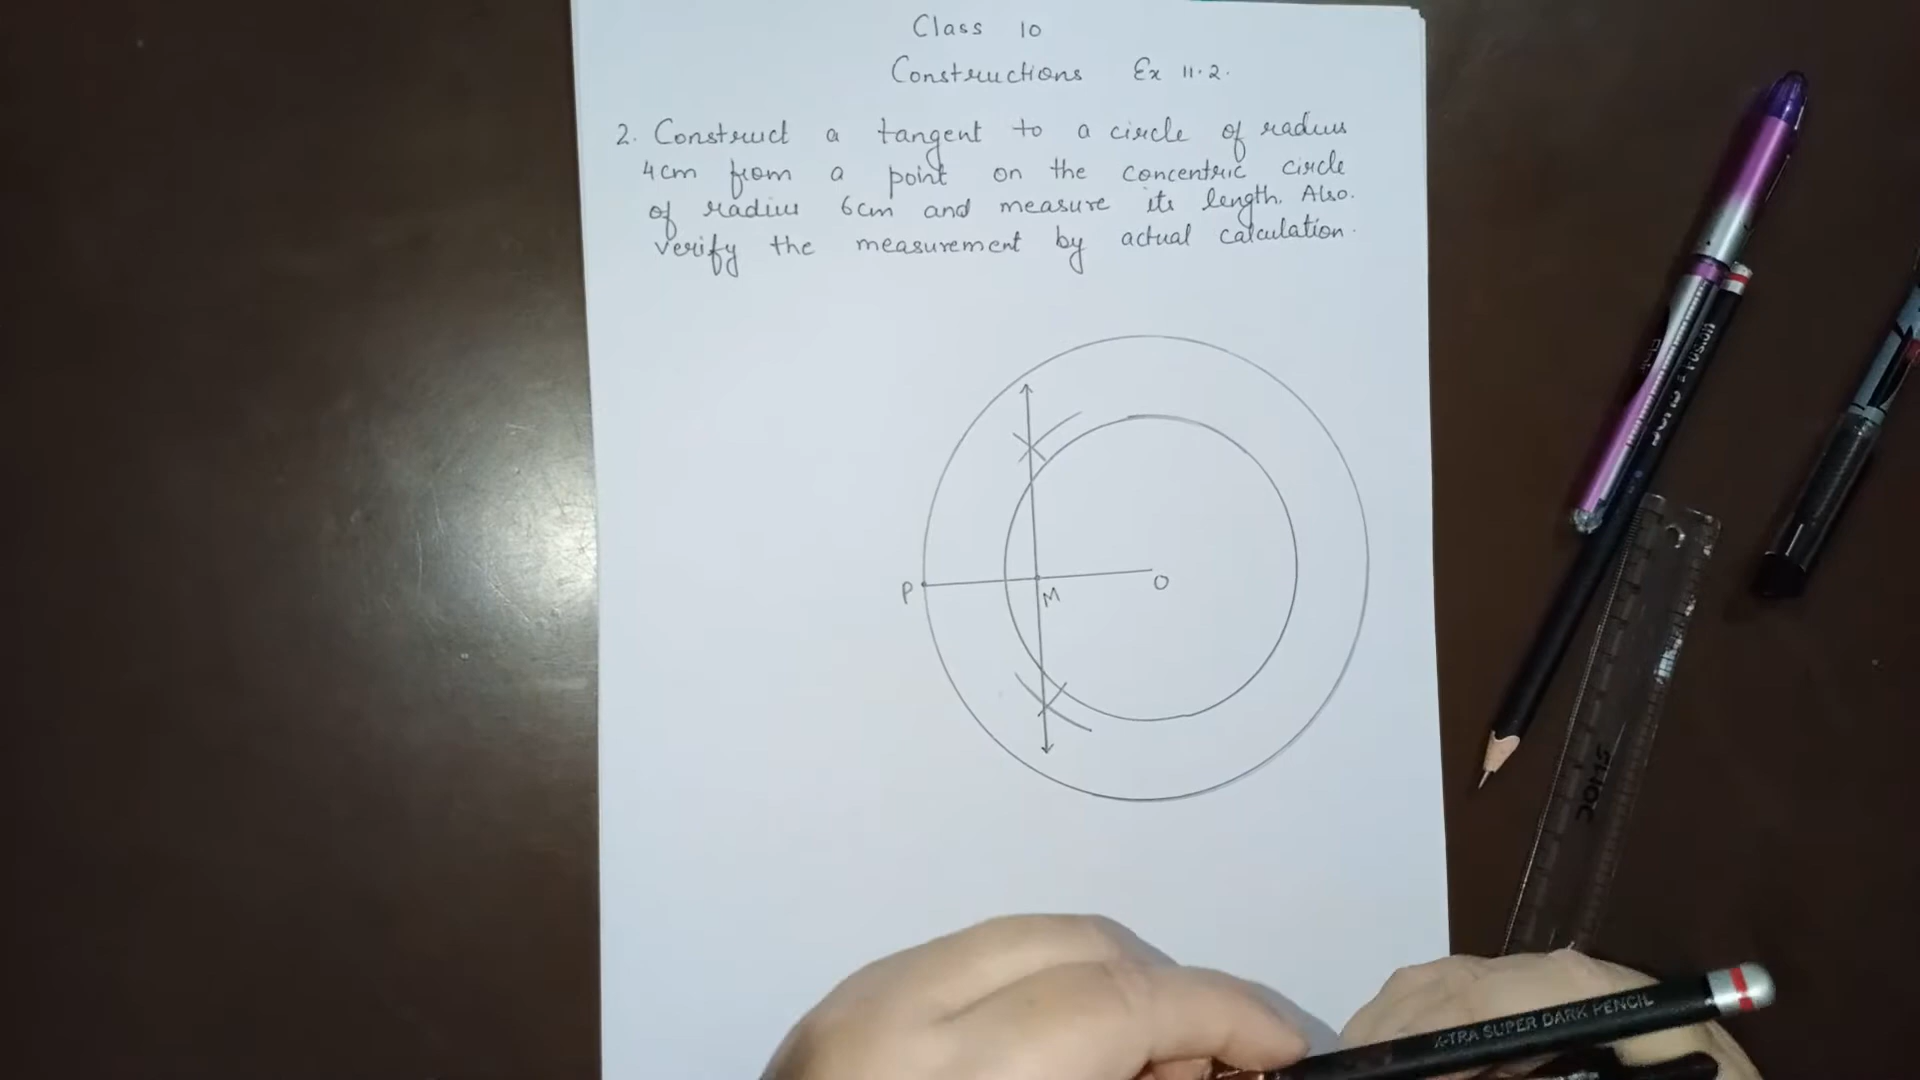 Class 10
Constructions Ex 11.2.
2. Construct a tangent to a circle of radius
4cm from a point on the concentric circle
of radius 6cm and measure its length. Also.
verify the measurement by actual calculation.
P
M
O
X-TRA SUPER DARK PENCIL